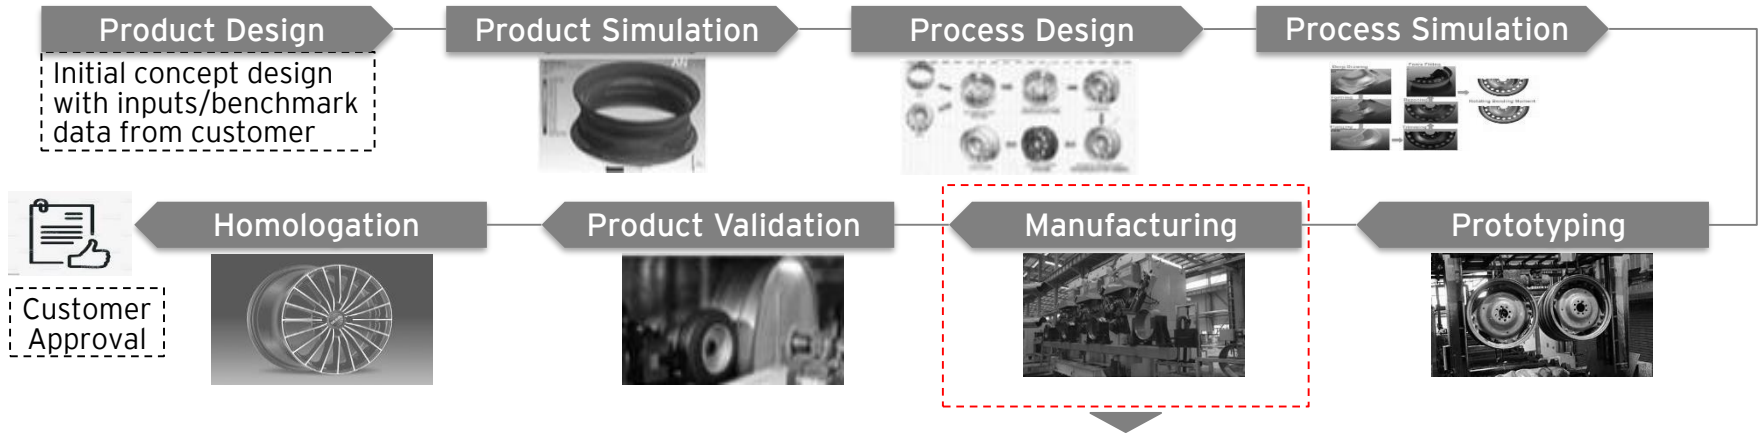 Product Design
Product Simulation
Process Design
Process Simulation
Initial concept design
with inputs/benchmark
data from customer
Homologation
Product Validation
Manufacturing
Prototyping
Customer
Approval